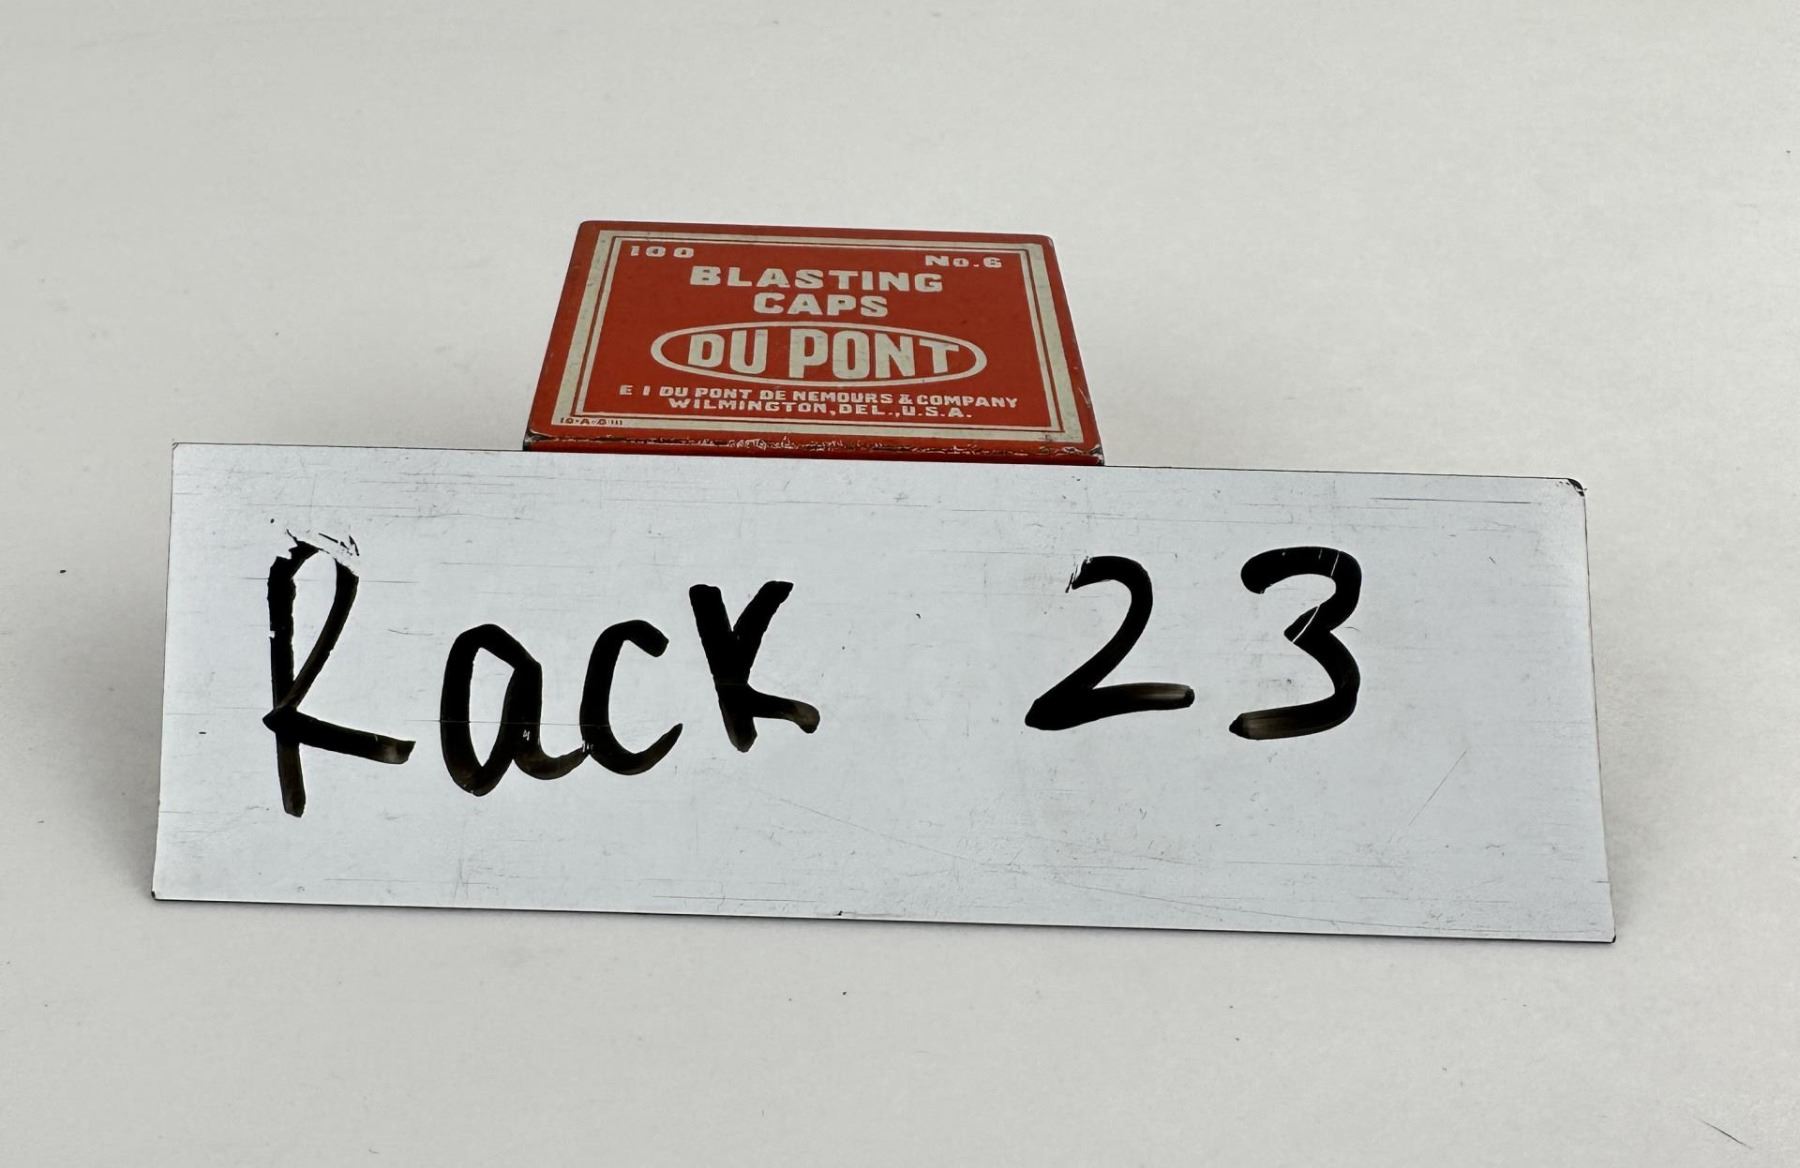 100 No.6
BLASTING
CAPS
DU PONT
E I DU PONT DE NEMOURS & COMPANY
WILMINGTON, DEL., U.S.A.
Rack 23